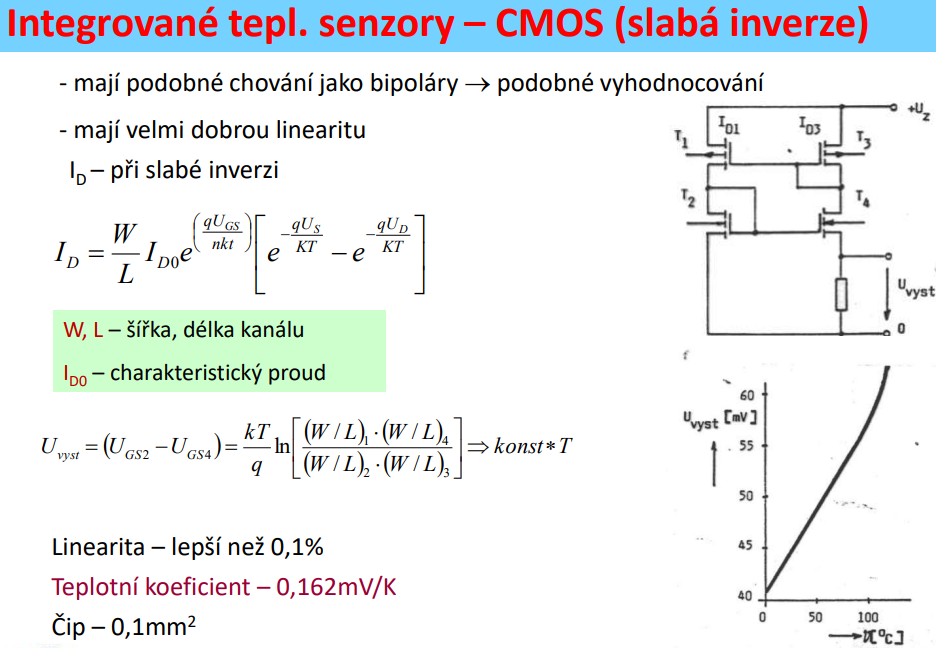 Integrované tepl. senzory – CMOS (slabá inverze)
- mají podobné chování jako bipoláry → podobné vyhodnocování
- mají velmi dobrou linearitu
I_D – při slabé inverzi
I_D = W/L I_D0 e^(qU_GS/nkt) [ e^(-qU_S/KT) – e^(-qU_D/KT) ]
W, L – šířka, délka kanálu
I_D0 – charakteristický proud
U_vyst = (U_GS2 – U_GS4) = kT/q ln[ (W / L)_1 · (W / L)_4 / (W / L)_2 · (W / L)_3 ] ⇒ konst * T
Linearita – lepší než 0,1%
Teplotní koeficient – 0,162mV/K
Čip – 0,1mm²
+U_z
I_D1 I_D3
T_1 T_3
T_2 T_4
U_vyst
0
U_vyst [mV]
60
55
50
45
40
0 50 100
[°C]